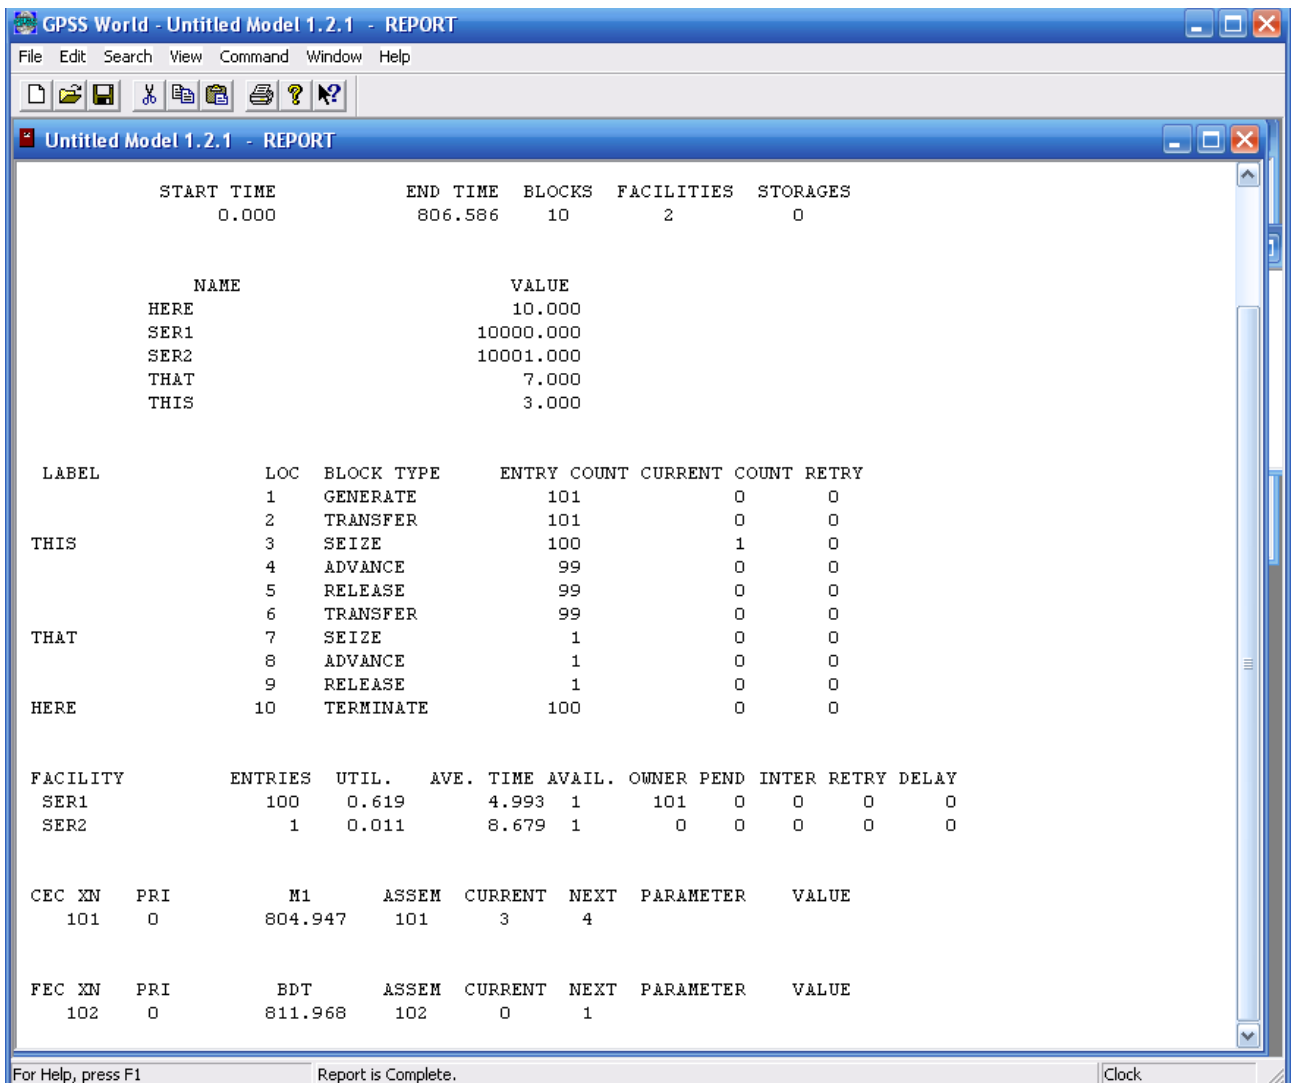 GPSS World - Untitled Model 1.2.1 - REPORT
File Edit Search View Command Window Help
Untitled Model 1.2.1 - REPORT
START TIME END TIME BLOCKS FACILITIES STORAGES
0.000 806.586 10 2 0
NAME VALUE
HERE 10.000
SER1 10000.000
SER2 10001.000
THAT 7.000
THIS 3.000
LABEL LOC BLOCK TYPE ENTRY COUNT CURRENT COUNT RETRY
1 GENERATE 101 0 0
2 TRANSFER 101 0 0
THIS 3 SEIZE 100 1 0
4 ADVANCE 99 0 0
5 RELEASE 99 0 0
6 TRANSFER 99 0 0
THAT 7 SEIZE 1 0 0
8 ADVANCE 1 0 0
9 RELEASE 1 0 0
HERE 10 TERMINATE 100 0 0
FACILITY ENTRIES UTIL. AVE. TIME AVAIL. OWNER PEND INTER RETRY DELAY
SER1 100 0.619 4.993 1 101 0 0 0 0
SER2 1 0.011 8.679 1 0 0 0 0 0
CEC XN PRI M1 ASSEM CURRENT NEXT PARAMETER VALUE
101 0 804.947 101 3 4
FEC XN PRI BDT ASSEM CURRENT NEXT PARAMETER VALUE
102 0 811.968 102 0 1
For Help, press F1 Report is Complete. Clock